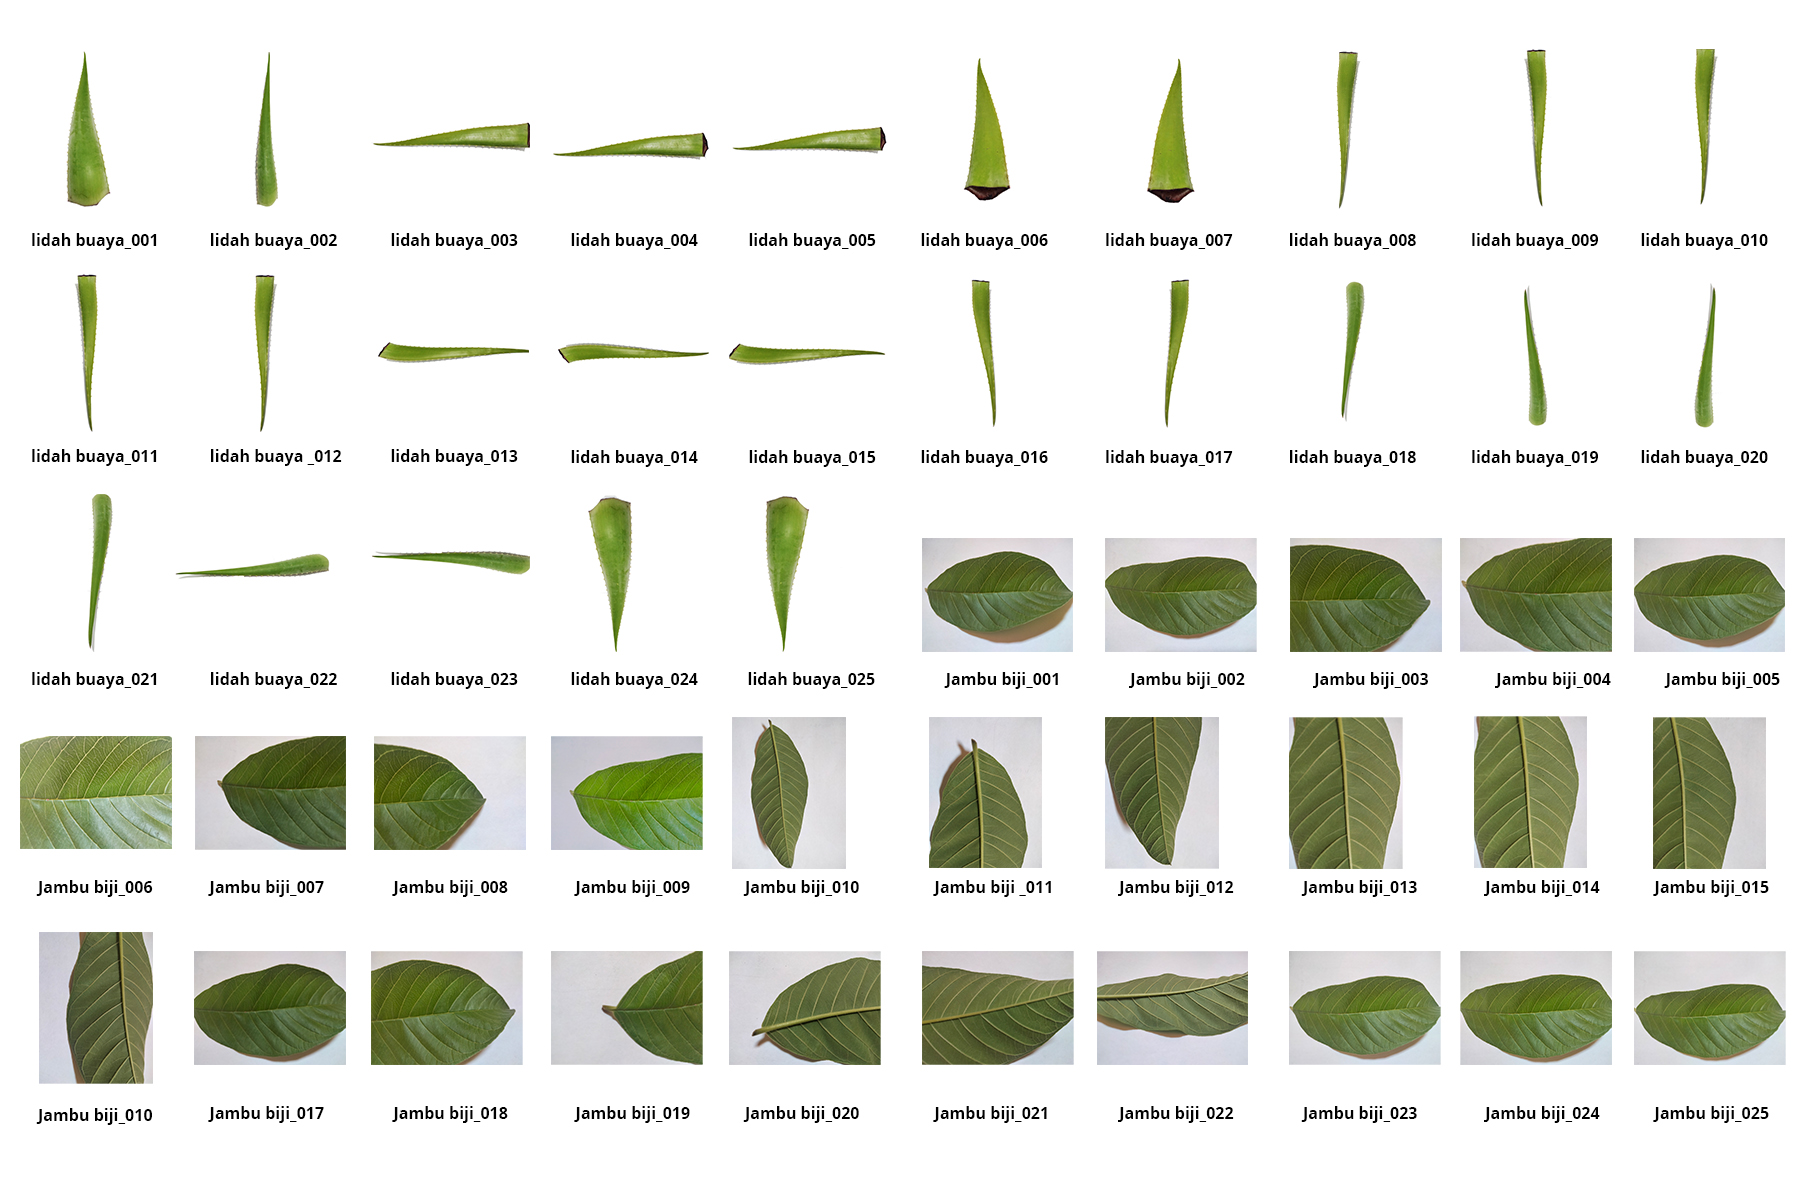 lidah buaya_001 lidah buaya_002 lidah buaya_003 lidah buaya_004 lidah buaya_005 lidah buaya_006 lidah buaya_007 lidah buaya_008 lidah buaya_009 lidah buaya_010
lidah buaya_011 lidah buaya _012 lidah buaya_013 lidah buaya_014 lidah buaya_015 lidah buaya_016 lidah buaya_017 lidah buaya_018 lidah buaya_019 lidah buaya_020
lidah buaya_021 lidah buaya_022 lidah buaya_023 lidah buaya_024 lidah buaya_025 Jambu biji_001 Jambu biji_002 Jambu biji_003 Jambu biji_004 Jambu biji_005
Jambu biji_006 Jambu biji_007 Jambu biji_008 Jambu biji_009 Jambu biji_010 Jambu biji _011 Jambu biji_012 Jambu biji_013 Jambu biji_014 Jambu biji_015
Jambu biji_010 Jambu biji_017 Jambu biji_018 Jambu biji_019 Jambu biji_020 Jambu biji_021 Jambu biji_022 Jambu biji_023 Jambu biji_024 Jambu biji_025